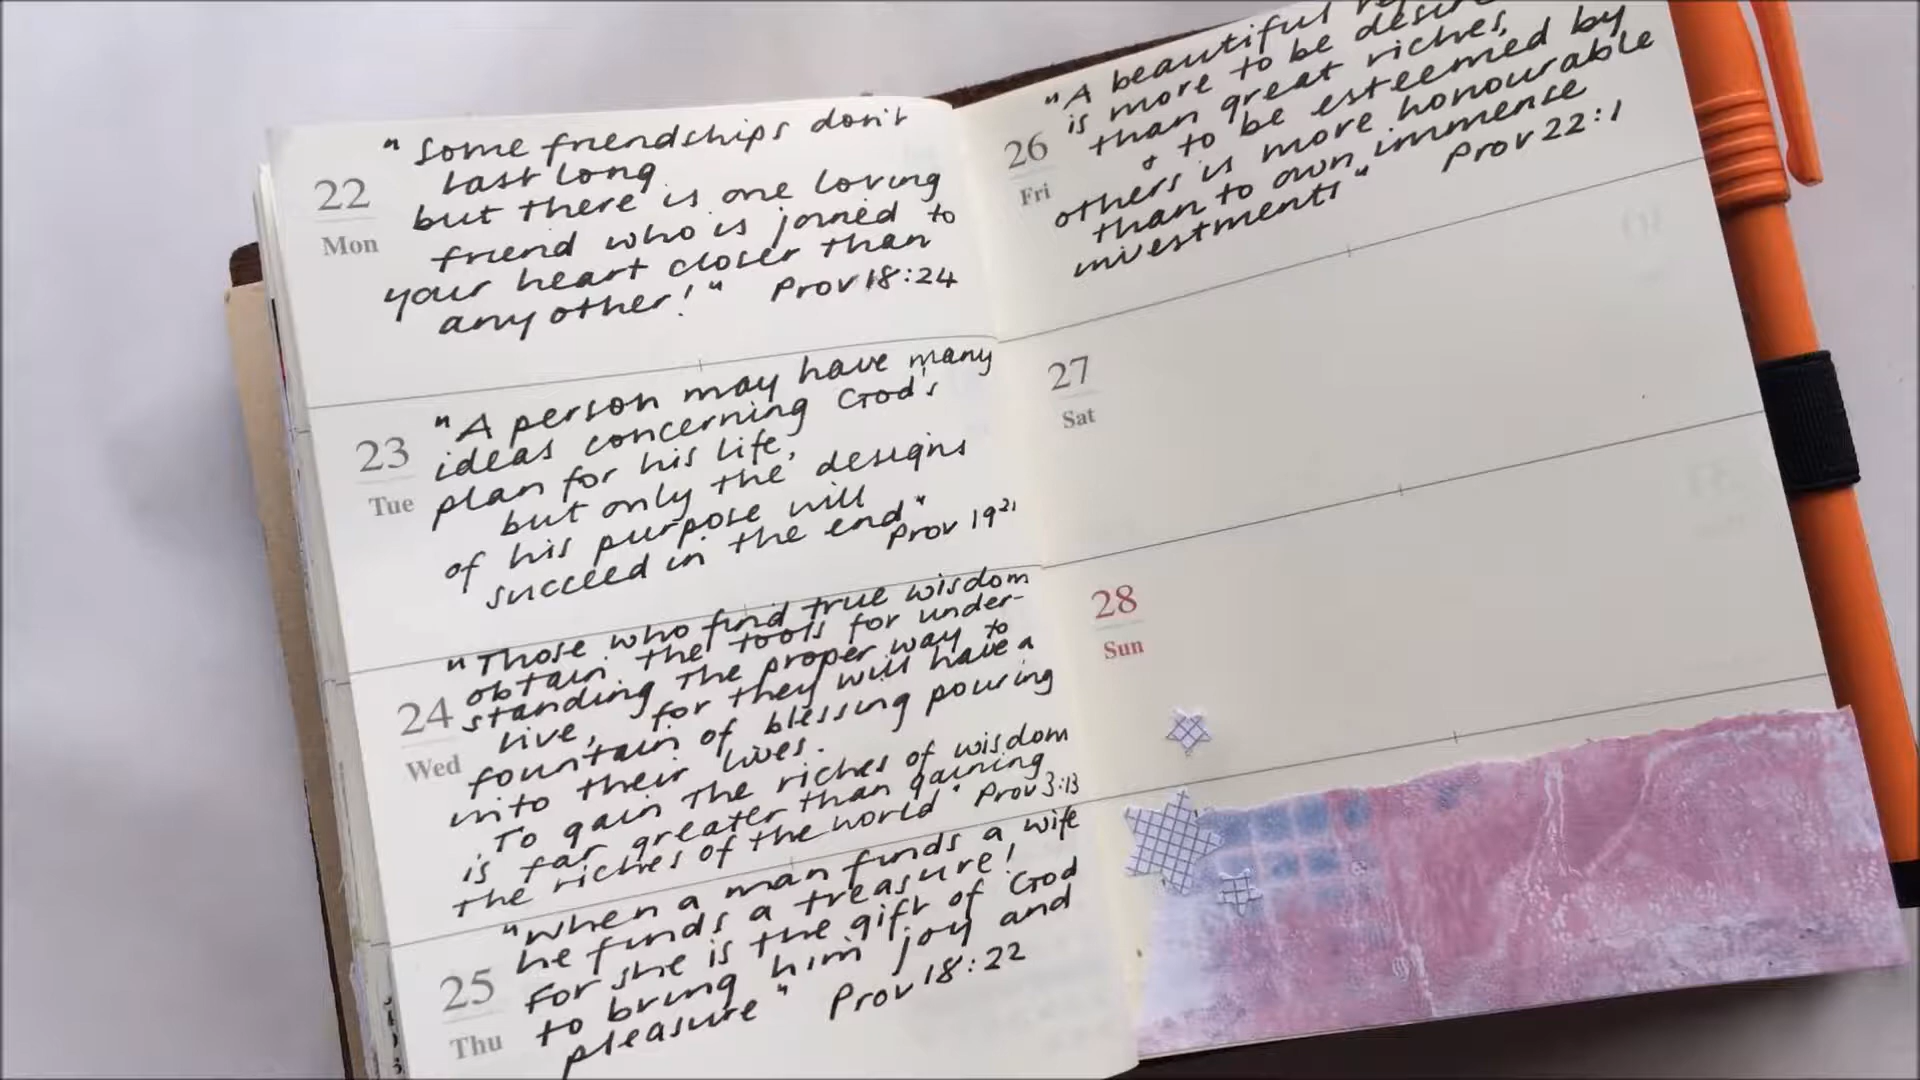 22
Mon
"Some friendships don't
last long
but there is one loving
friend who is joined to
your heart closer than
any other!" Prov 18:24
23
Tue
"A person may have many
ideas concerning God's
plan for his life,
but only the designs
of his purpose will
succeed in the end"
Prov 19 21
24
Wed
"Those who find true wisdom
obtain the tools for under-
standing the proper way to
live, for they will have a
fountain of blessing pouring
into their lives.
To gain the riches of wisdom
is far greater than gaining
the riches of the world" Prov 3:13
25
Thu
"When a man finds a wife
he finds a treasure!
for she is the gift of God
to bring him joy and
pleasure" Prov 18:22
26
Fri
"A beautiful
is more to be
than great riches,
& to be esteemed by
others is more honourable
than to own immense
investments" Prov 22:1
27
Sat
28
Sun